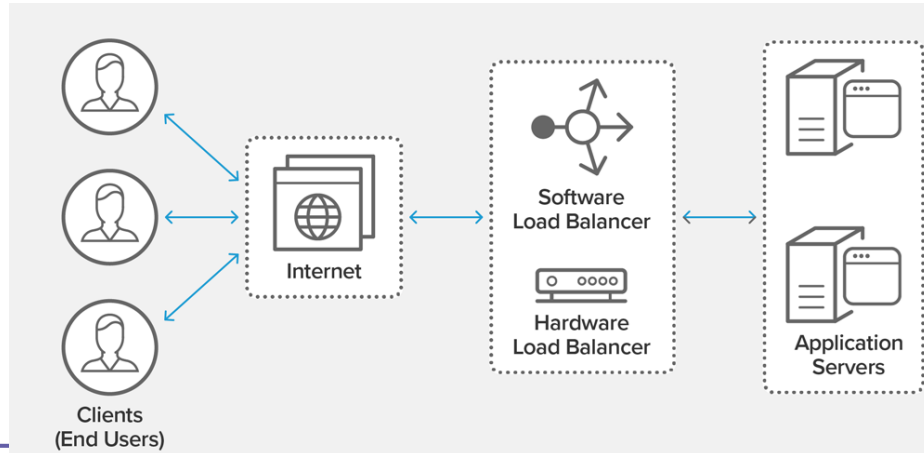 Clients
(End Users)
Internet
Software
Load Balancer
Hardware
Load Balancer
Application
Servers